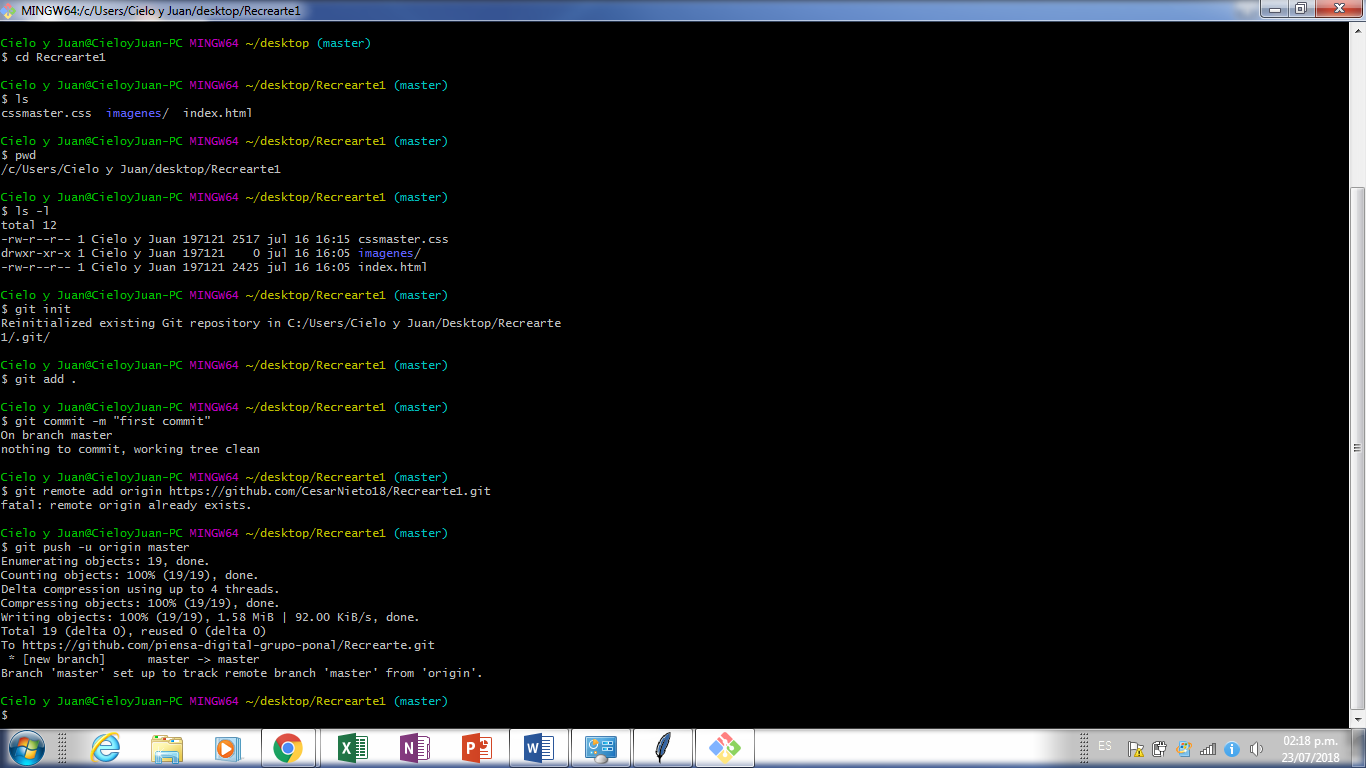 MINGW64:/c/Users/Cielo y Juan/desktop/Recrearte1
Cielo y Juan@CieloyJuan-PC MINGW64 ~/desktop (master)
$ cd Recrearte1
Cielo y Juan@CieloyJuan-PC MINGW64 ~/desktop/Recrearte1 (master)
$ ls
cssmaster.css  imagenes/  index.html
Cielo y Juan@CieloyJuan-PC MINGW64 ~/desktop/Recrearte1 (master)
$ pwd
/c/Users/Cielo y Juan/desktop/Recrearte1
Cielo y Juan@CieloyJuan-PC MINGW64 ~/desktop/Recrearte1 (master)
$ ls -l
total 12
-rw-r--r-- 1 Cielo y Juan 197121 2517 jul 16 16:15 cssmaster.css
drwxr-xr-x 1 Cielo y Juan 197121    0 jul 16 16:05 imagenes/
-rw-r--r-- 1 Cielo y Juan 197121 2425 jul 16 16:05 index.html
Cielo y Juan@CieloyJuan-PC MINGW64 ~/desktop/Recrearte1 (master)
$ git init
Reinitialized existing Git repository in C:/Users/Cielo y Juan/Desktop/Recrearte
1/.git/
Cielo y Juan@CieloyJuan-PC MINGW64 ~/desktop/Recrearte1 (master)
$ git add .
Cielo y Juan@CieloyJuan-PC MINGW64 ~/desktop/Recrearte1 (master)
$ git commit -m "first commit"
On branch master
nothing to commit, working tree clean
Cielo y Juan@CieloyJuan-PC MINGW64 ~/desktop/Recrearte1 (master)
$ git remote add origin https://github.com/CesarNieto18/Recrearte1.git
fatal: remote origin already exists.
Cielo y Juan@CieloyJuan-PC MINGW64 ~/desktop/Recrearte1 (master)
$ git push -u origin master
Enumerating objects: 19, done.
Counting objects: 100% (19/19), done.
Delta compression using up to 4 threads.
Compressing objects: 100% (19/19), done.
Writing objects: 100% (19/19), 1.58 MiB | 92.00 KiB/s, done.
Total 19 (delta 0), reused 0 (delta 0)
To https://github.com/piensa-digital-grupo-ponal/Recrearte.git
 * [new branch]      master -> master
Branch 'master' set up to track remote branch 'master' from 'origin'.
Cielo y Juan@CieloyJuan-PC MINGW64 ~/desktop/Recrearte1 (master)
$
ES
02:18 p.m.
23/07/2018